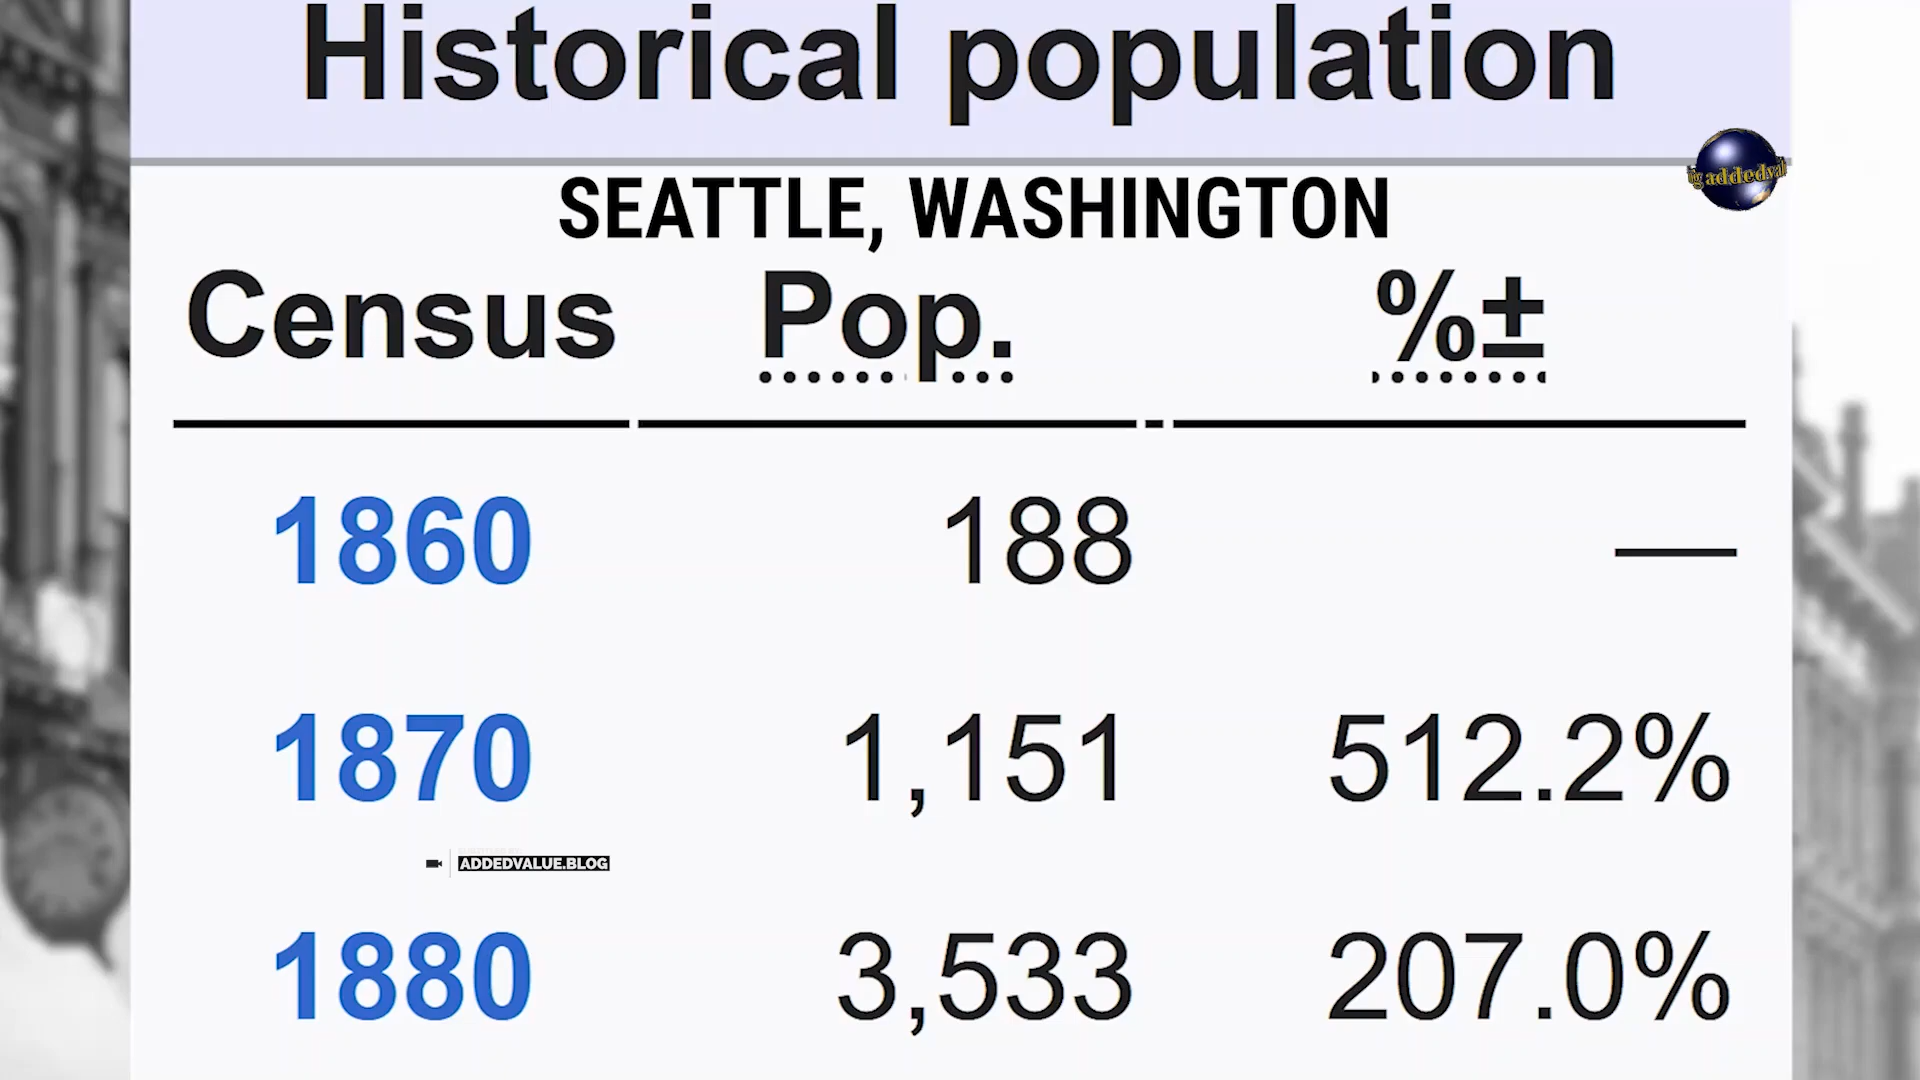 Historical population
SEATTLE, WASHINGTON
addedval
Census Pop. %±
1860 188 —
1870 1,151 512.2%
ADDEDVALUE.BLOG
1880 3,533 207.0%